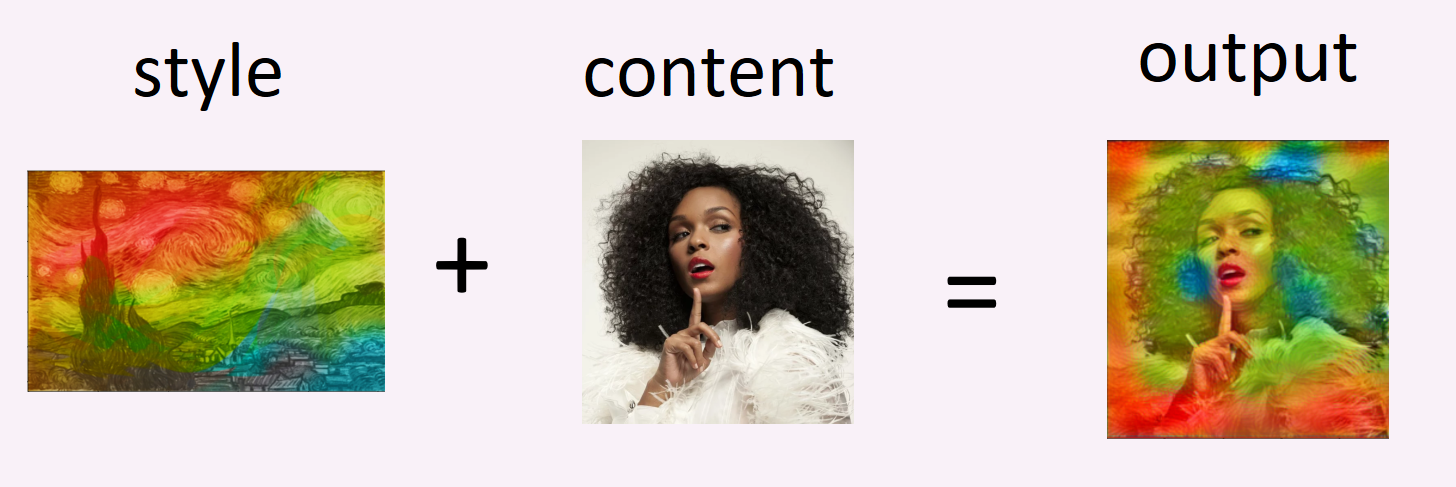 style
content
output
+
=